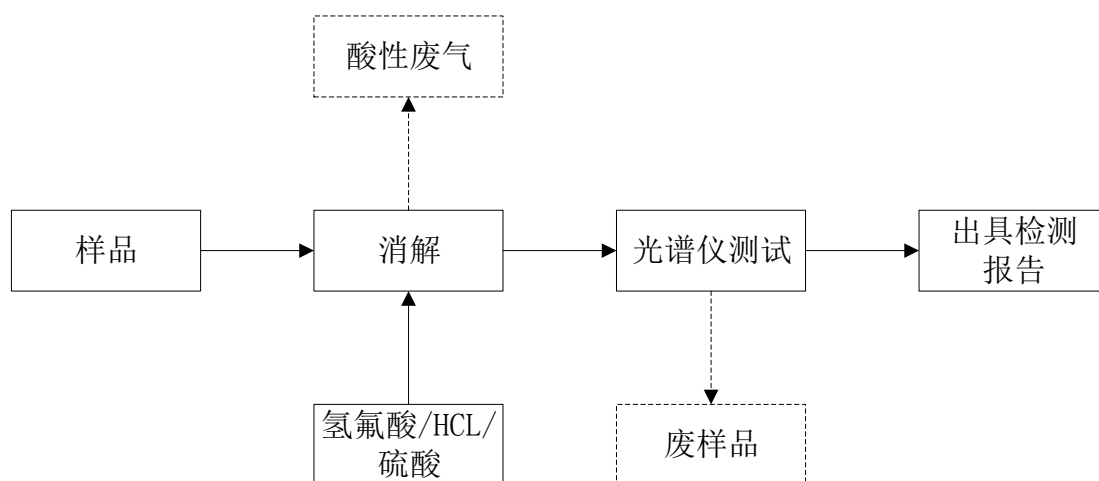 酸性废气
样品
消解
光谱仪测试
出具检测
报告
氢氟酸/HCL/
硫酸
废样品